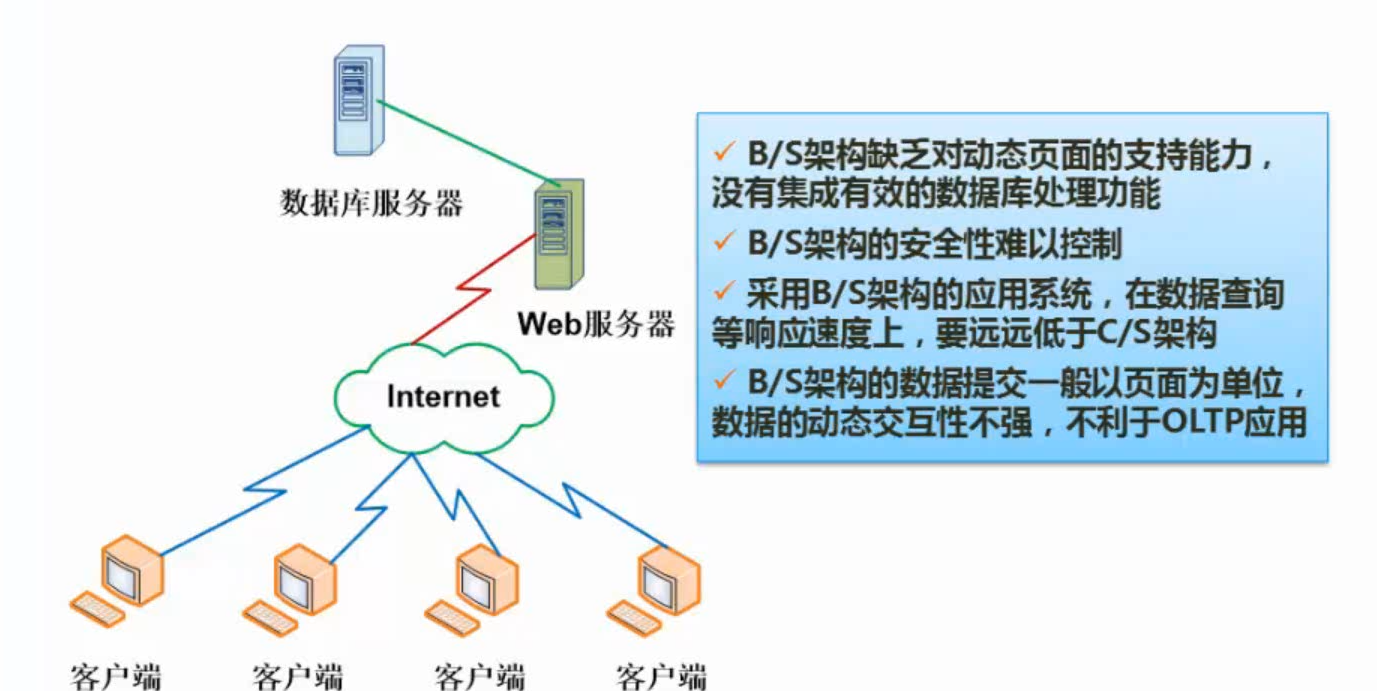 数据库服务器
Web服务器
Internet
客户端 客户端 客户端 客户端
✓ B/S架构缺乏对动态页面的支持能力，
没有集成有效的数据库处理功能
✓ B/S架构的安全性难以控制
✓ 采用B/S架构的应用系统，在数据查询
等响应速度上，要远远低于C/S架构
✓ B/S架构的数据提交一般以页面为单位，
数据的动态交互性不强，不利于OLTP应用